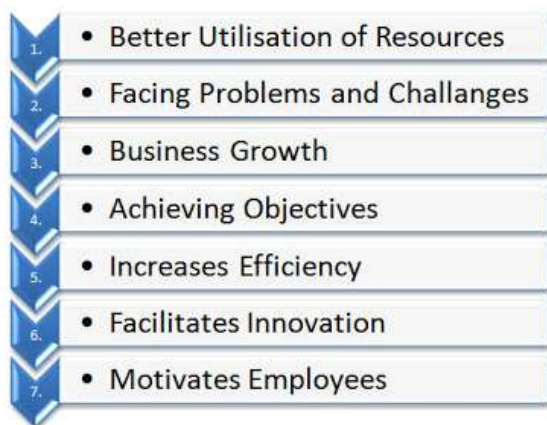 1. • Better Utilisation of Resources
2. • Facing Problems and Challanges
3. • Business Growth
4. • Achieving Objectives
5. • Increases Efficiency
6. • Facilitates Innovation
7. • Motivates Employees